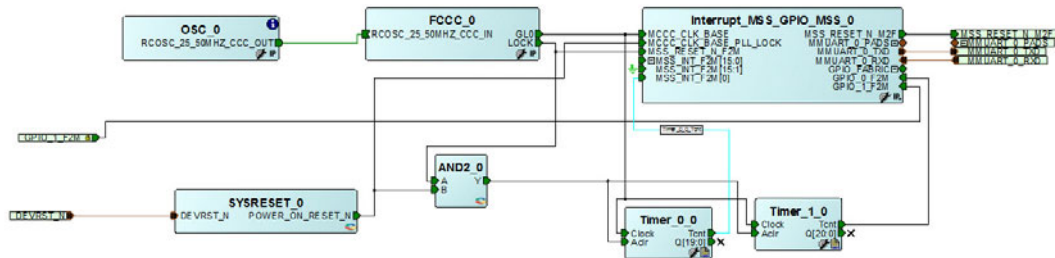 OSC_0
RCOSC_25_50MHZ_CCC_OUT
FCCC_0
RCOSC_25_50MHZ_CCC_IN
GL0
LOCK
Interrupt_MSS_GPIO_MSS_0
MCCC_CLK_BASE
MCCC_CLK_BASE_PLL_LOCK
MSS_RESET_N_F2M
MSS_INT_F2M[15:0]
MSS_INT_F2M[15:1]
MSS_INT_F2M[0]
MSS_RESET_N_M2F
MMUART_0_PADS
MMUART_0_TXD
MMUART_0_RXD
GPIO_FABRIC
GPIO_0_F2M
GPIO_1_F2M
MSS_RESET_N_M2F
MMUART_0_PADS
MMUART_0_TXD
MMUART_0_RXD
GPIO_1_F2M
AND2_0
A
B
Y
DEVRST_N
SYSRESET_0
DEVRST_N
POWER_ON_RESET_N
Timer_0_0
Clock
Aclr
Tcnt
Q[19:0]
Timer_1_0
Clock
Aclr
Tcnt
Q[20:0]